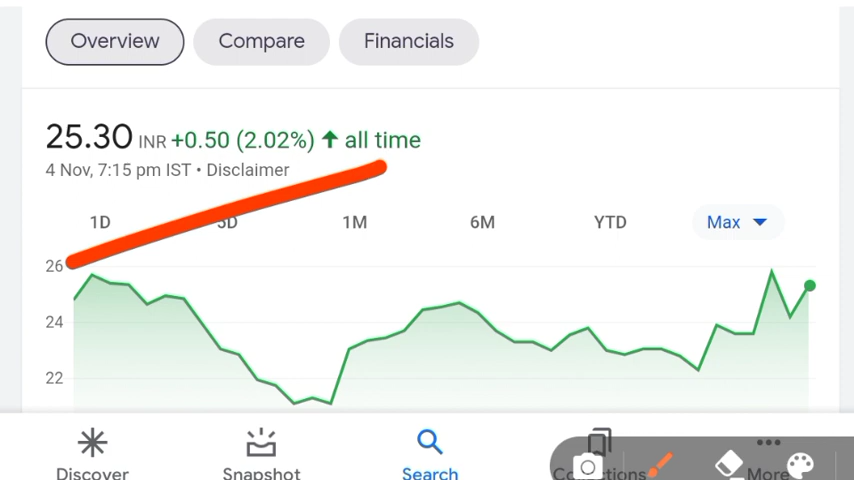 Overview Compare Financials
25.30 INR +0.50 (2.02%) ↑ all time
4 Nov, 7:15 pm IST • Disclaimer
1D 5D 1M 6M YTD Max
26
24
22
Discover Snapshot Search Collections More